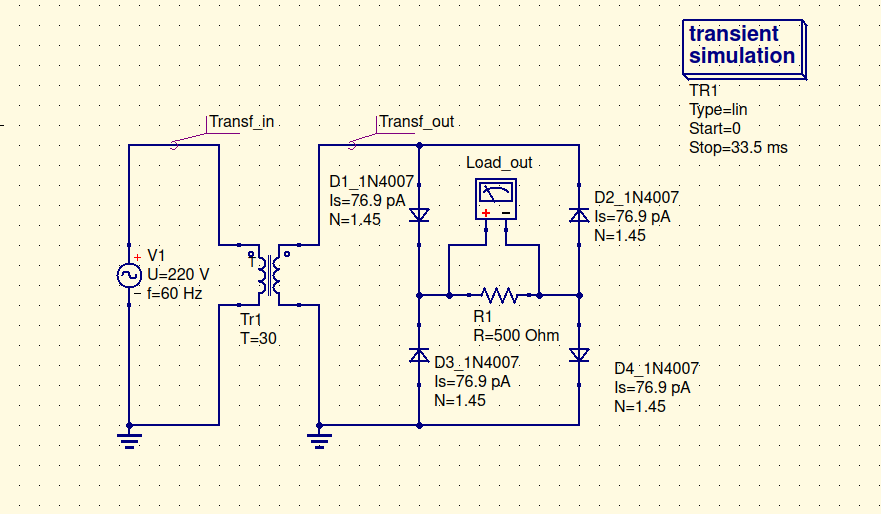 transient
simulation
TR1
Type=lin
Start=0
Stop=33.5 ms
Transf_in
Transf_out
Load_out
D1_1N4007
Is=76.9 pA
N=1.45
D2_1N4007
Is=76.9 pA
N=1.45
+ -
+ V1
U=220 V
- f=60 Hz
T
Tr1
T=30
R1
R=500 Ohm
D3_1N4007
Is=76.9 pA
N=1.45
D4_1N4007
Is=76.9 pA
N=1.45